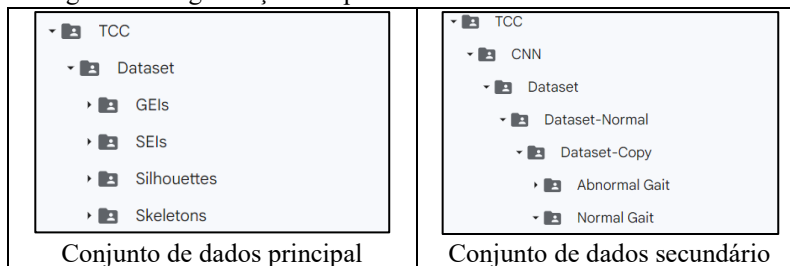 TCC
Dataset
GEIs
SEIs
Silhouettes
Skeletons
Conjunto de dados principal
TCC
CNN
Dataset
Dataset-Normal
Dataset-Copy
Abnormal Gait
Normal Gait
Conjunto de dados secundário